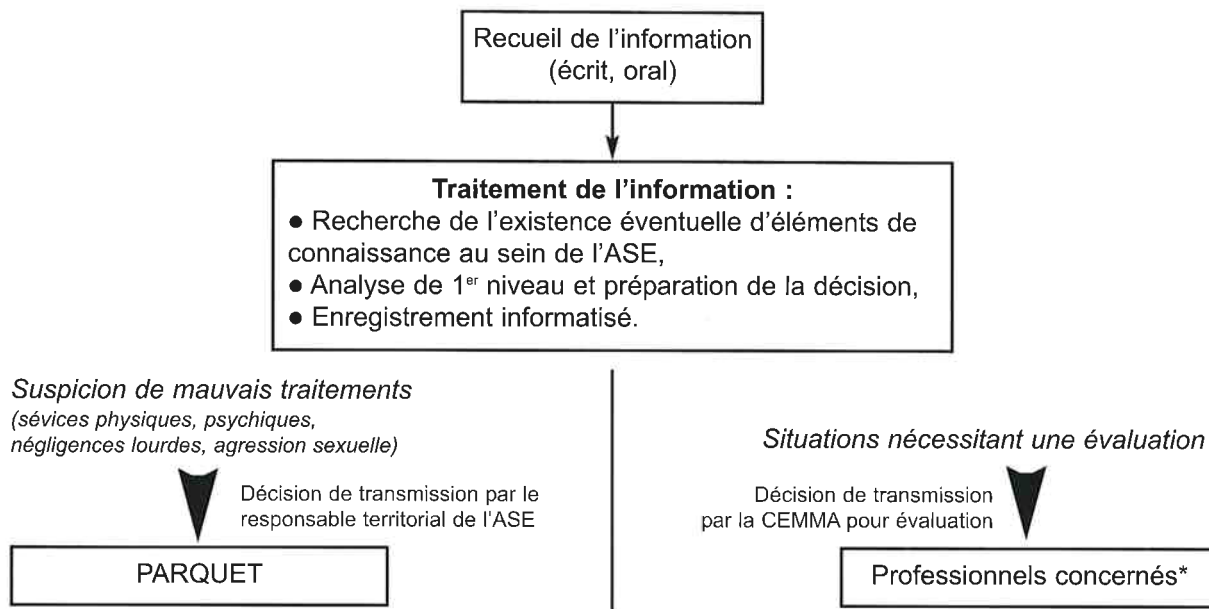 Recueil de l'information
(écrit, oral)
Traitement de l'information :
● Recherche de l'existence éventuelle d'éléments de
connaissance au sein de l'ASE,
● Analyse de 1er niveau et préparation de la décision,
● Enregistrement informatisé.
Suspicion de mauvais traitements
(sévices physiques, psychiques,
négligences lourdes, agression sexuelle)
Décision de transmission par le
responsable territorial de l'ASE
PARQUET
Situations nécessitant une évaluation
Décision de transmission
par la CEMMA pour évaluation
Professionnels concernés*